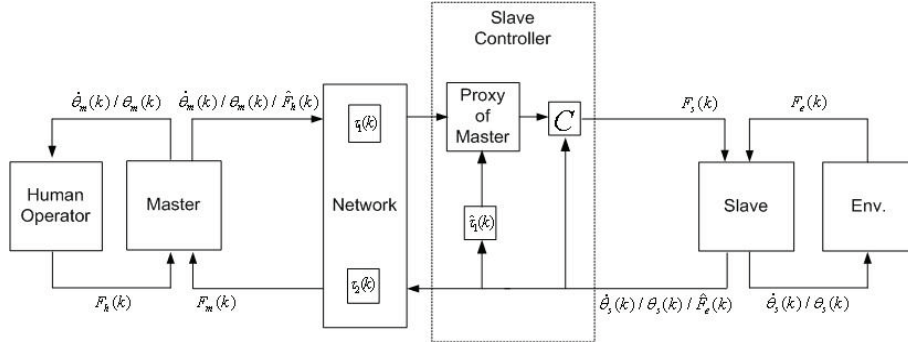 Slave
Controller
θ̇ₘ(k) / θₘ(k)
θ̇ₘ(k) / θₘ(k) / F̂ₕ(k)
τ₁(k)
Proxy
of
Master
C
Fₛ(k)
Fₑ(k)
Human
Operator
Master
Network
τ̂₁(k)
Slave
Env.
Fₕ(k)
Fₘ(k)
τ₂(k)
θ̇ₛ(k) / θₛ(k) / F̂ₑ(k)
θ̇ₛ(k) / θₛ(k)